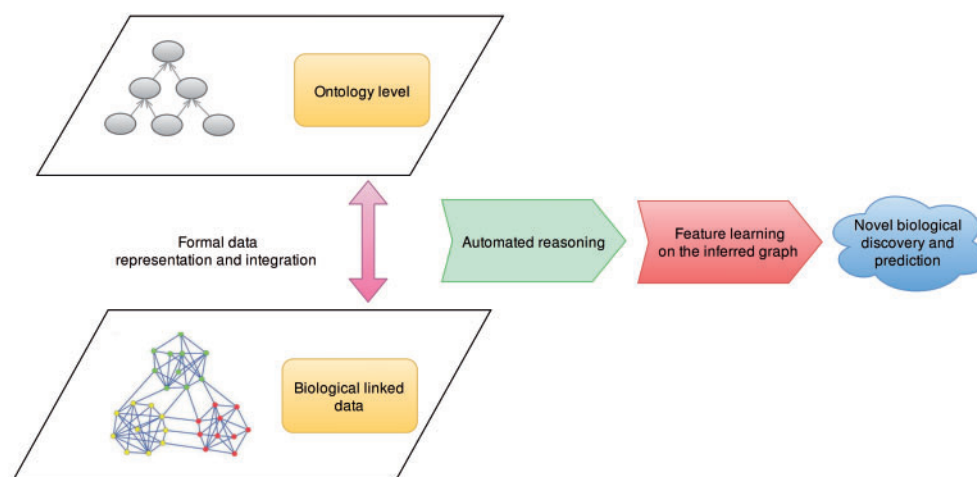 Ontology level
Formal data
representation and integration
Automated reasoning
Feature learning
on the inferred graph
Novel biological
discovery and
prediction
Biological linked
data